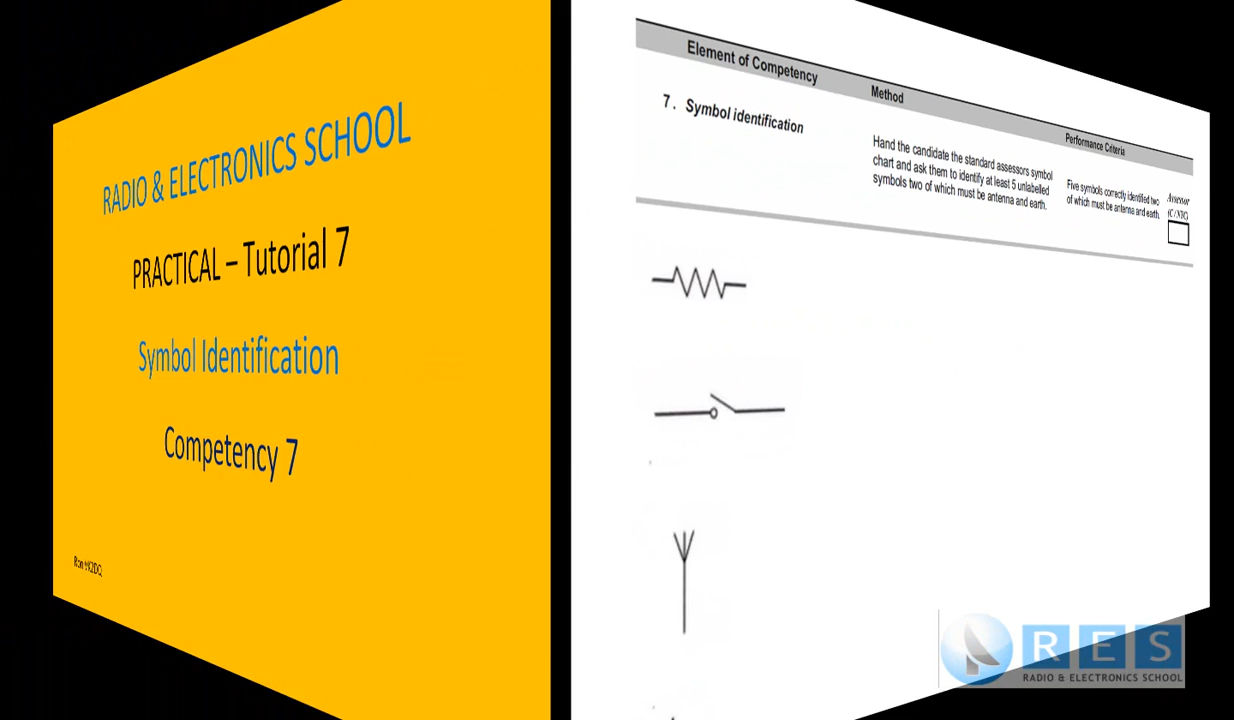 RADIO & ELECTRONICS SCHOOL
PRACTICAL – Tutorial 7
Symbol Identification
Competency 7
Ron
Element of Competency
Method
Performance Criteria
7. Symbol identification
Hand the candidate the standard assessors symbol
chart and ask them to identify at least 5 unlabelled
symbols two of which must be antenna and earth.
Five symbols correctly identified two
of which must be antenna and earth.
Assessor
(C / NYC)
RES
RADIO & ELECTRONICS SCHOOL